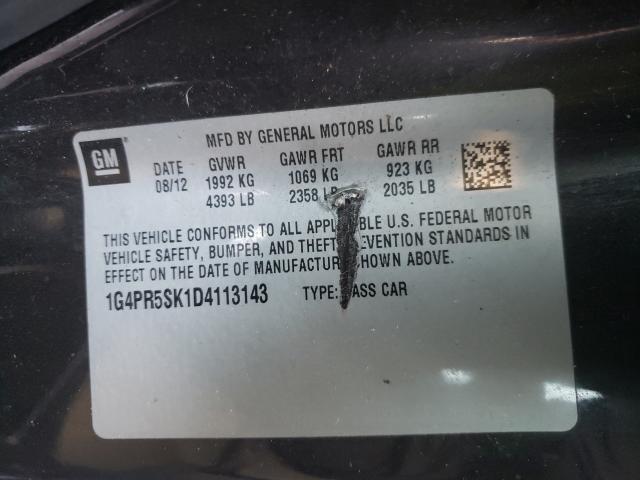 GM
MFD BY GENERAL MOTORS LLC
DATE GVWR GAWR FRT GAWR RR
08/12 1992 KG 1069 KG 923 KG
4393 LB 2358 LB 2035 LB
THIS VEHICLE CONFORMS TO ALL U.S. FEDERAL MOTOR
VEHICLE SAFETY, BUMPER, AND THEFT STANDARDS IN
EFFECT ON THE DATE OF MANUFACTURE SHOWN ABOVE.
1G4PR5SK1D4113143 TYPE: CAR